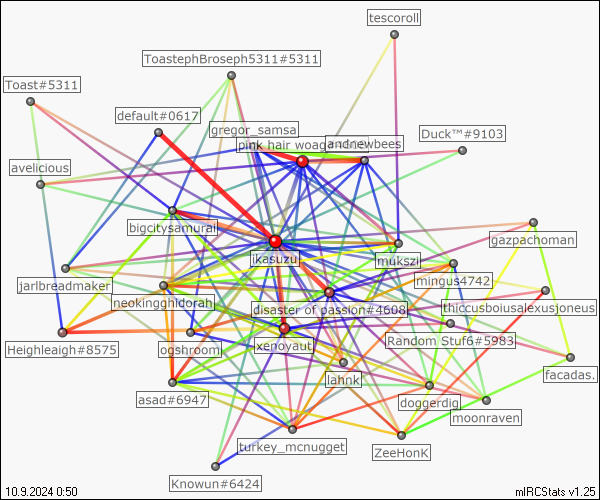 tescoroll
ToastephBroseph5311#5311
Toast#5311
default#0617
gregor_samsa
Duck™#9103
pink hair woag
andnewbees
avelicious
bigcitysamurai
gazpachoman
ikasuzu
mukszi
jarlbreadmaker
mingus4742
neokingghidorah
disaster of passion#4608
thiccusboiusalexusjoneus
Random Stuf6#5983
Heighleaigh#8575
ogshroom
xenoyaut
lahnk
facadas.
asad#6947
doggerdig
moonraven
turkey_mcnugget
ZeeHonK
Knowun#6424
10.9.2024 0:50
mIRCStats v1.25